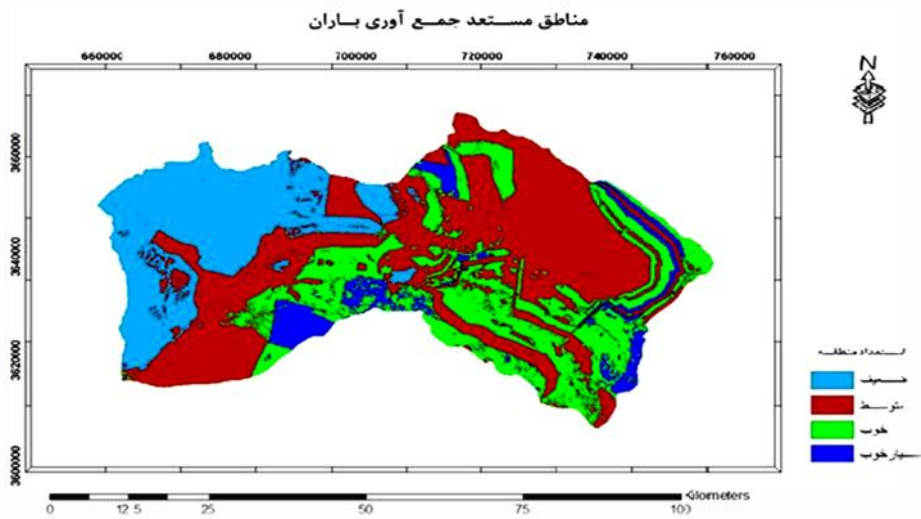 مناطق مستعد جمع آوری باران
660000 680000 700000 720000 740000 760000
N
3660000
3640000
3620000
3600000
استعداد منطقه
ضعیف
متوسط
خوب
بسیار خوب
0 12.5 25 50 75 100 Kilometers